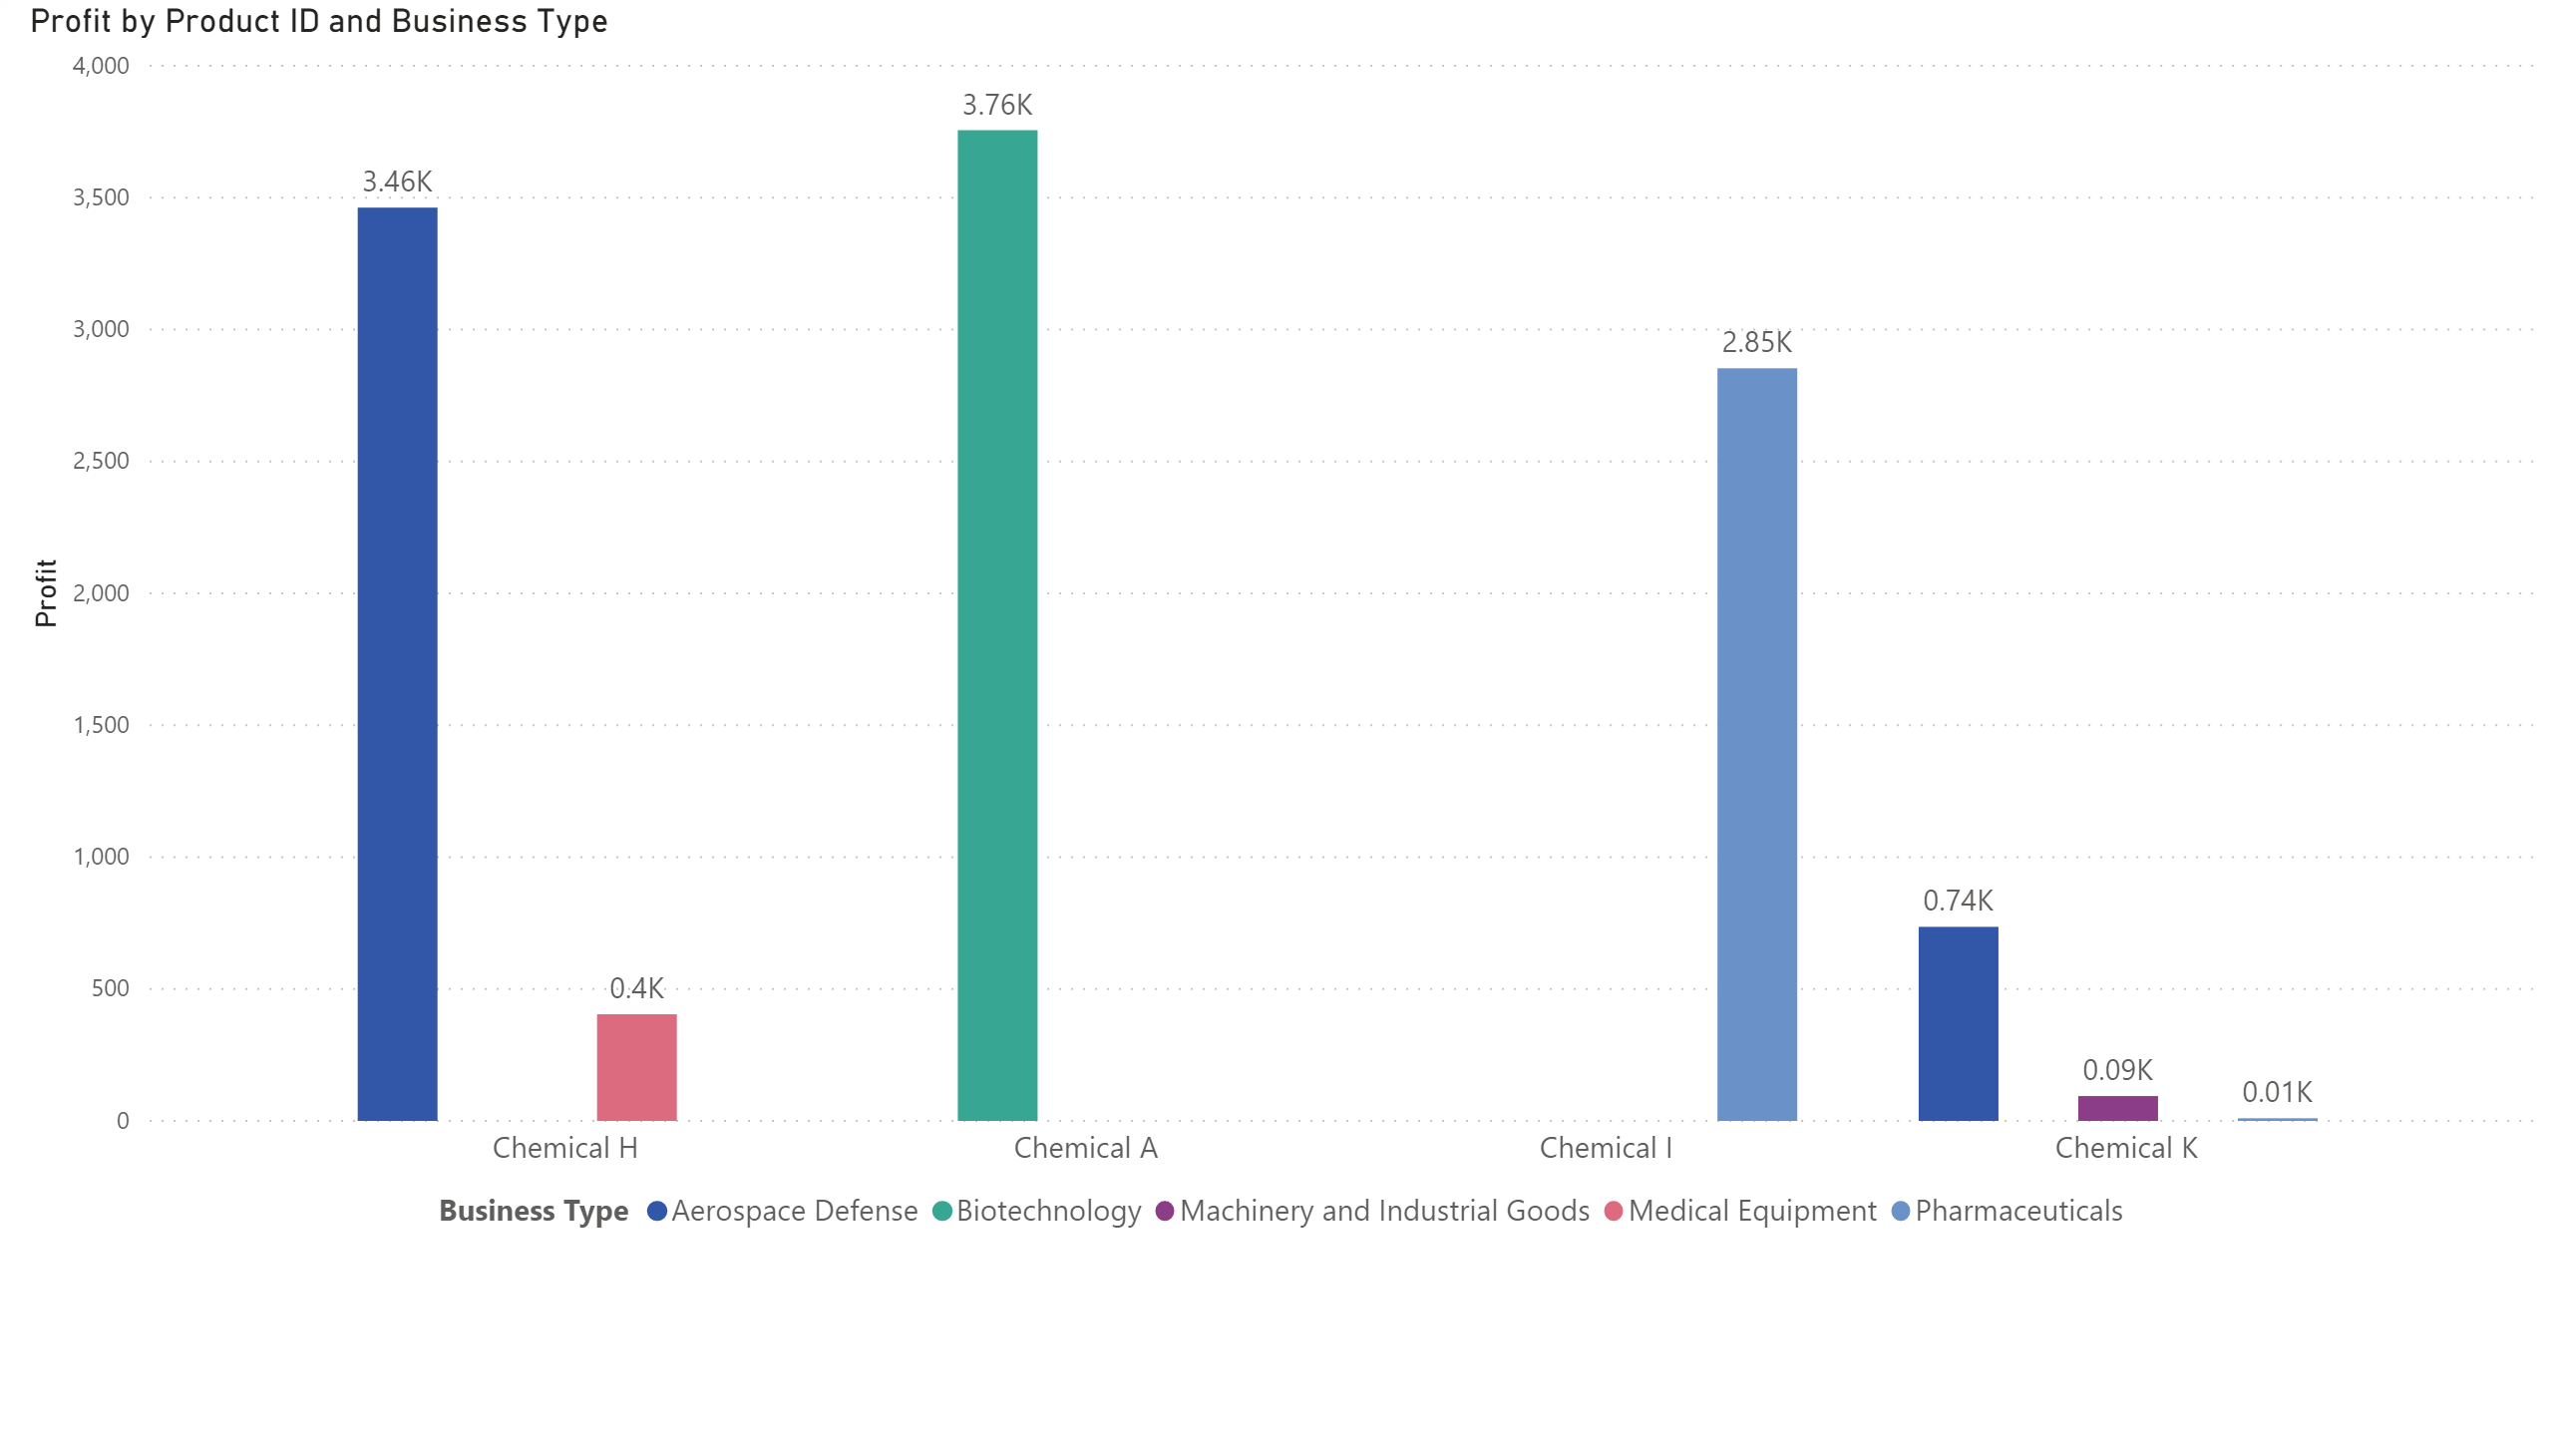 Profit by Product ID and Business Type
4,000
3,500
3,000
2,500
2,000
1,500
1,000
500
0
Profit
3.46K
0.4K
3.76K
2.85K
0.74K
0.09K
0.01K
Chemical H
Chemical A
Chemical I
Chemical K
Business Type Aerospace Defense Biotechnology Machinery and Industrial Goods Medical Equipment Pharmaceuticals